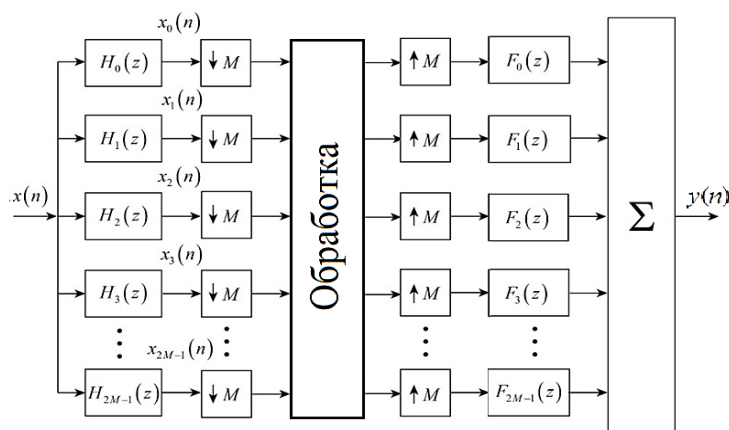 x₀(n)
H₀(z) ↓M ↑M F₀(z)
x₁(n)
H₁(z) ↓M ↑M F₁(z)
x₂(n)
x(n) H₂(z) ↓M Обработка ↑M F₂(z) Σ y(n)
x₃(n)
H₃(z) ↓M ↑M F₃(z)
x₂M₋₁(n)
H₂M₋₁(z) ↓M ↑M F₂M₋₁(z)